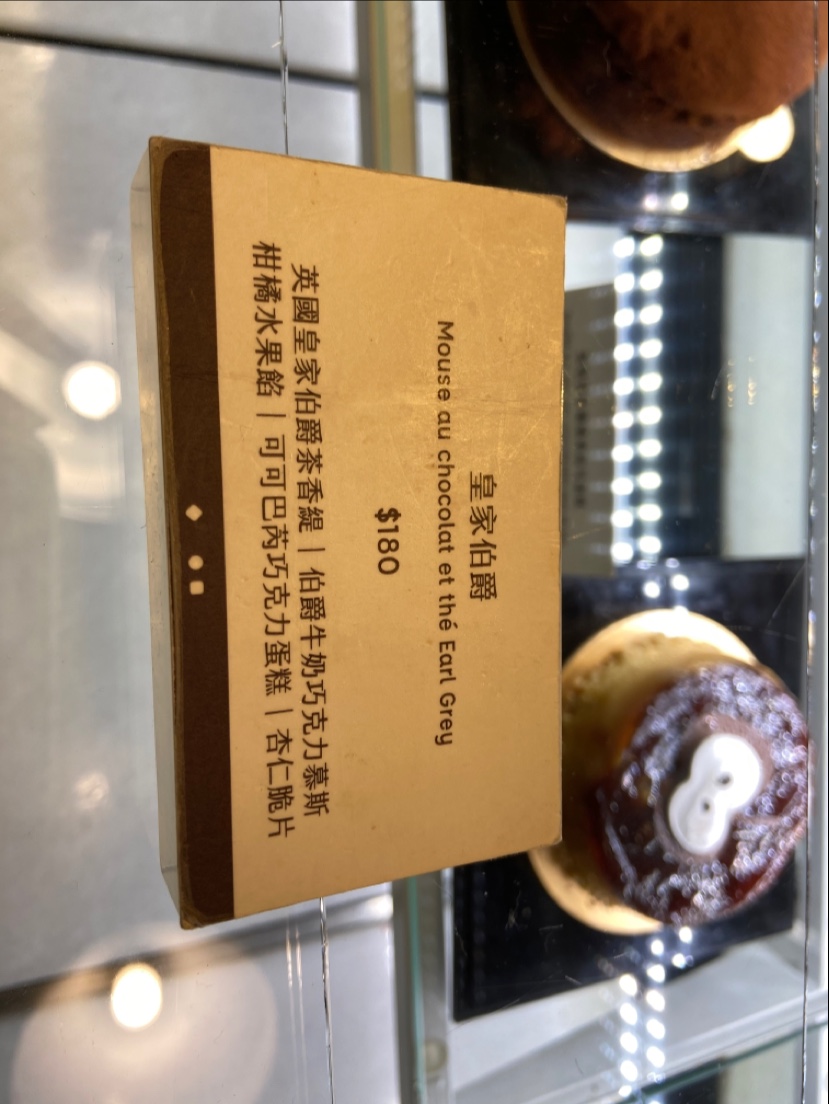 皇家伯爵
Mouse au chocolat et thé Earl Grey
$180
英國皇家伯爵茶香緹｜伯爵牛奶巧克力慕斯
柑橘水果餡｜可可巴芮巧克力蛋糕｜杏仁脆片